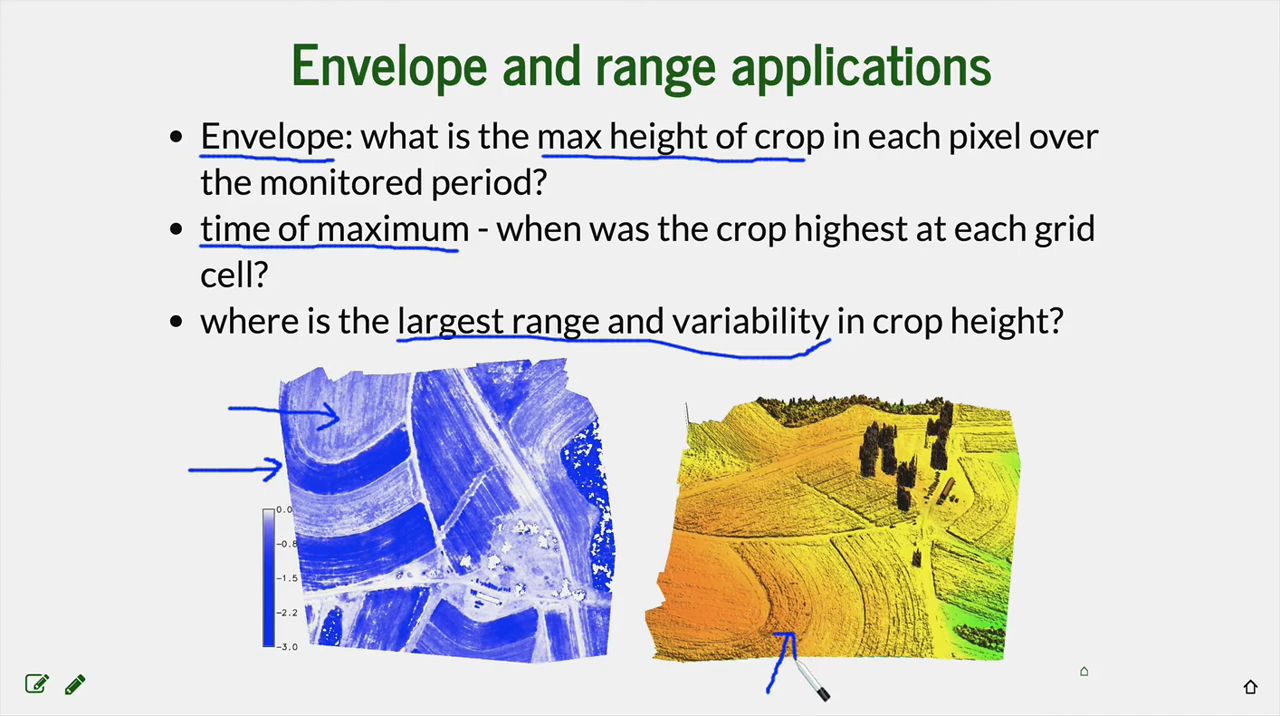 Envelope and range applications
• Envelope: what is the max height of crop in each pixel over
the monitored period?
• time of maximum - when was the crop highest at each grid
cell?
• where is the largest range and variability in crop height?
0.0
-0.8
-1.5
-2.2
-3.0